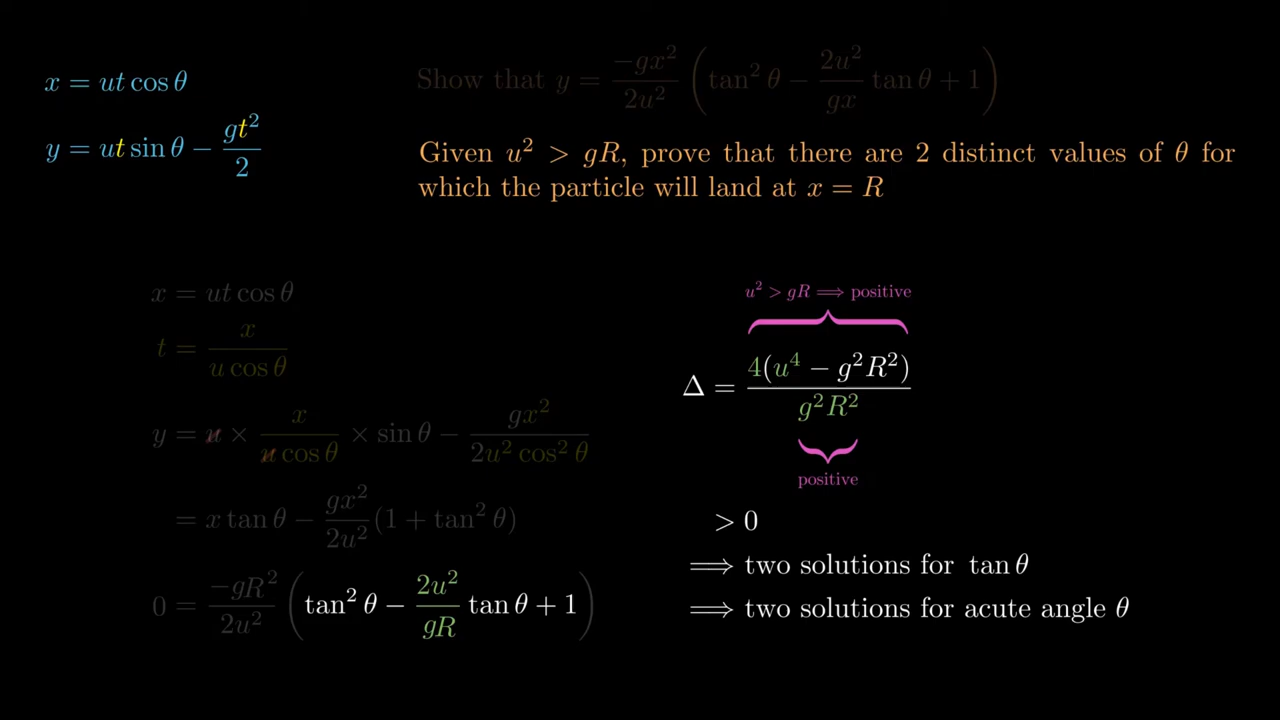 x = ut cos θ
y = ut sin θ − gt²/2
Show that y = −gx²/2u² (tan² θ − 2u²/gx tan θ + 1)
Given u² > gR, prove that there are 2 distinct values of θ for
which the particle will land at x = R
x = ut cos θ
t = x/(u cos θ)
y = u × x/(u cos θ) × sin θ − gx²/(2u² cos² θ)
= x tan θ − gx²/2u² (1 + tan² θ)
0 = −gR²/2u² (tan² θ − 2u²/gR tan θ + 1)
u² > gR ⟹ positive
Δ = 4(u⁴ − g²R²)/g²R²
positive
> 0
⟹ two solutions for tan θ
⟹ two solutions for acute angle θ